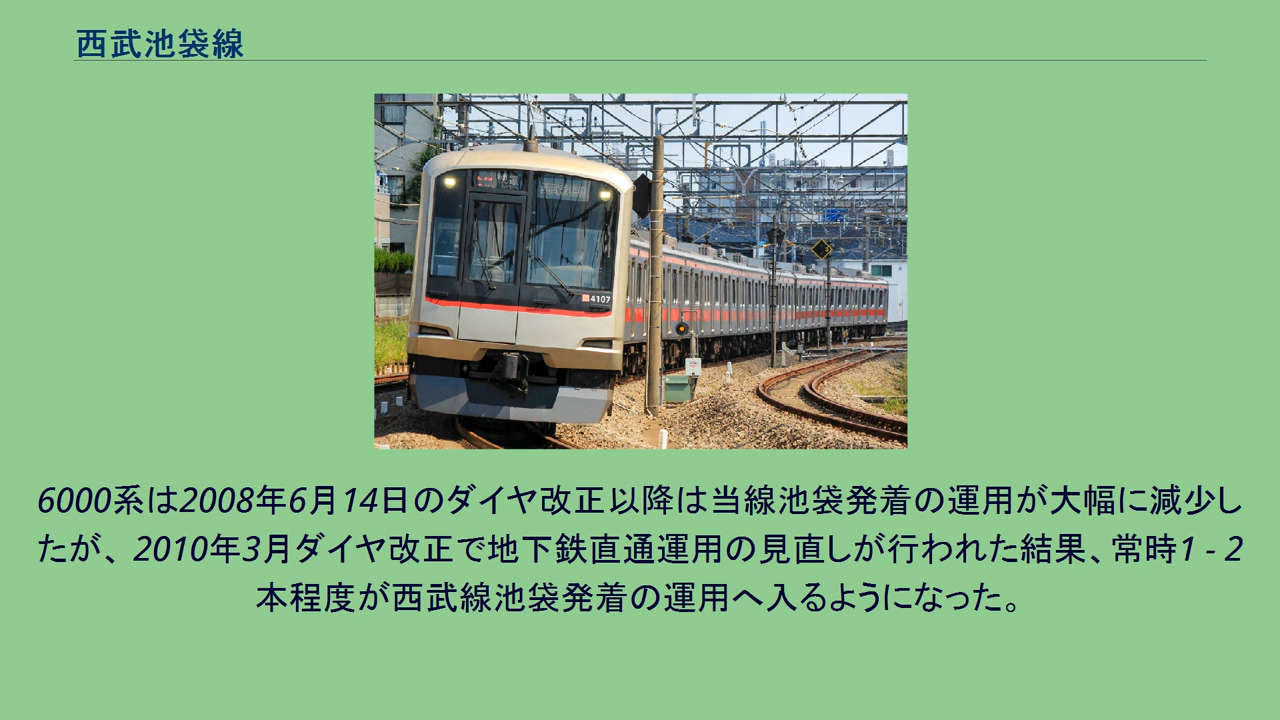 西武池袋線
4107
6000系は2008年6月14日のダイヤ改正以降は当線池袋発着の運用が大幅に減少し
たが、2010年3月ダイヤ改正で地下鉄直通運用の見直しが行われた結果、常時1 - 2
本程度が西武線池袋発着の運用へ入るようになった。